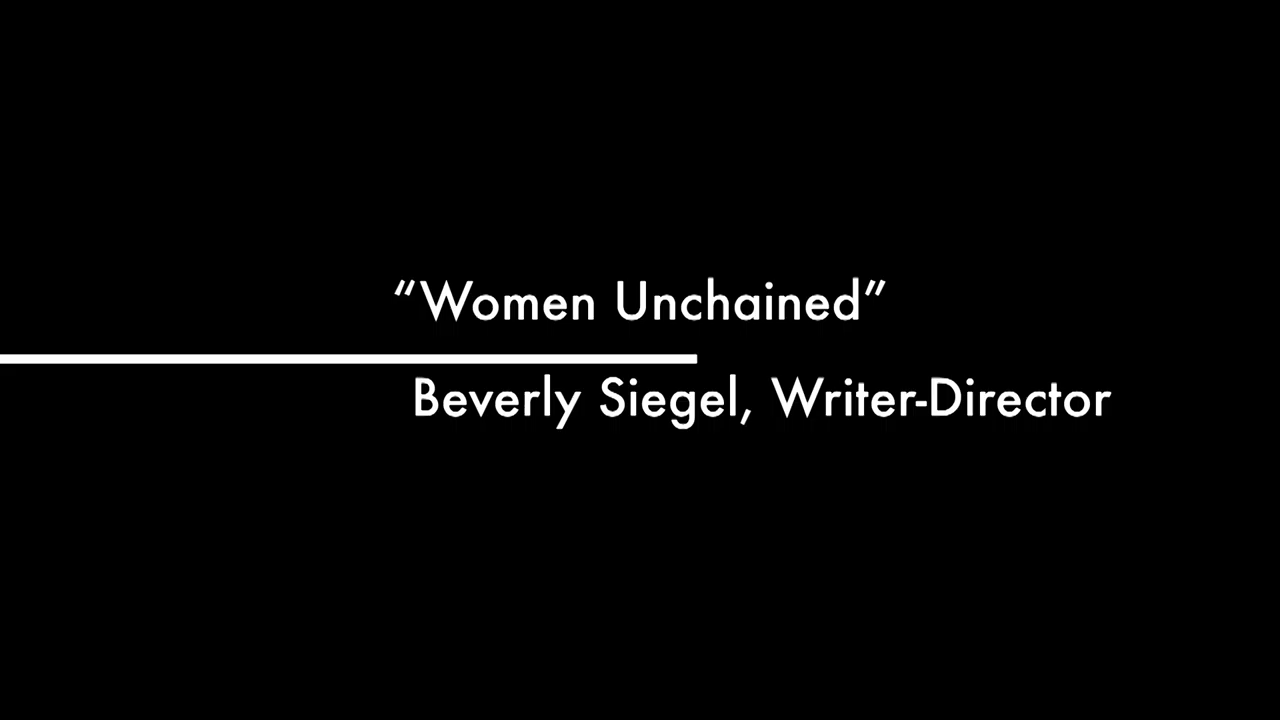 “Women Unchained”
Beverly Siegel, Writer-Director